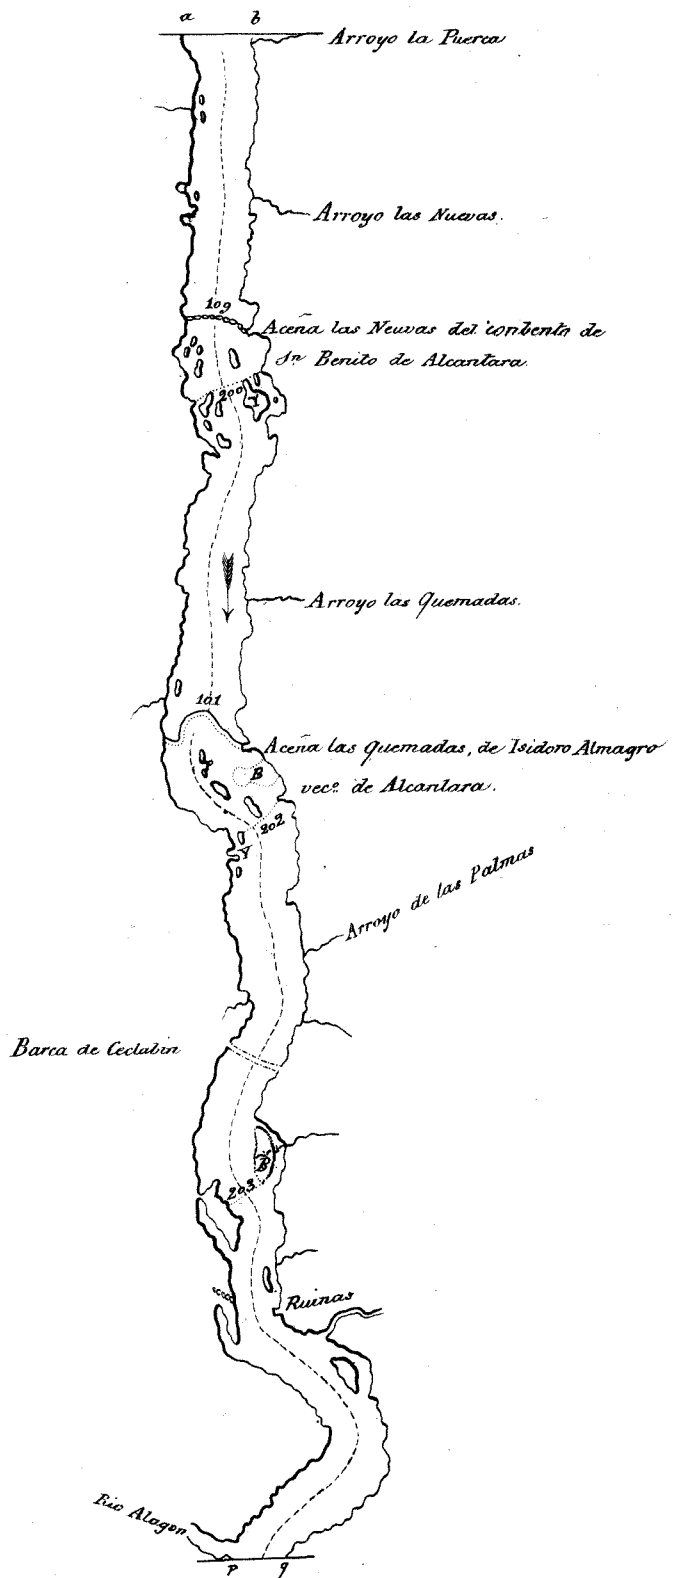 a b
Arroyo la Puerca
Arroyo las Nuevas.
109
Aceña las Neuvas del conbento de
Sn Benito de Alcantara.
200
A
Arroyo las Quemadas.
101
Aceña las Quemadas, de Isidoro Almagro
B
veco. de Alcantara.
202
Arroyo de las Palmas
Barca de Ceclabin
B
203
Ruinas
Rio Alagon
p q